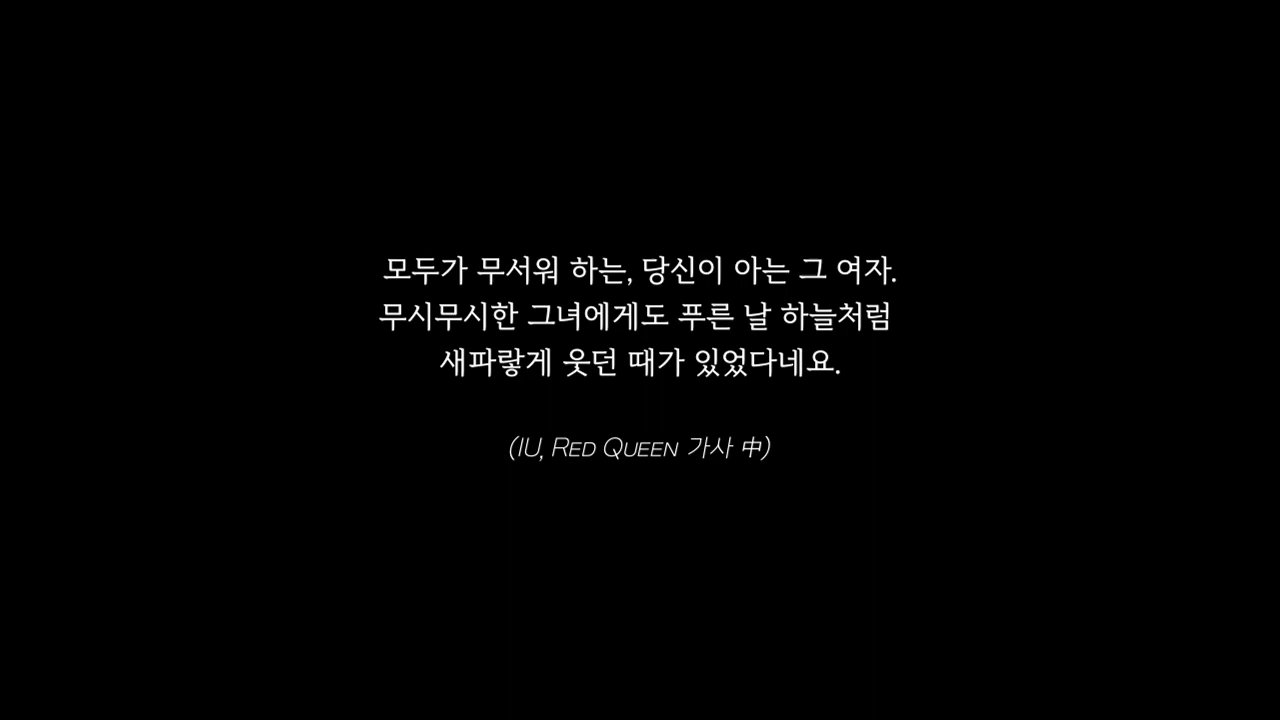 모두가 무서워 하는, 당신이 아는 그 여자.
무시무시한 그녀에게도 푸른 날 하늘처럼
새파랗게 웃던 때가 있었다네요.
(IU, RED QUEEN 가사 中)